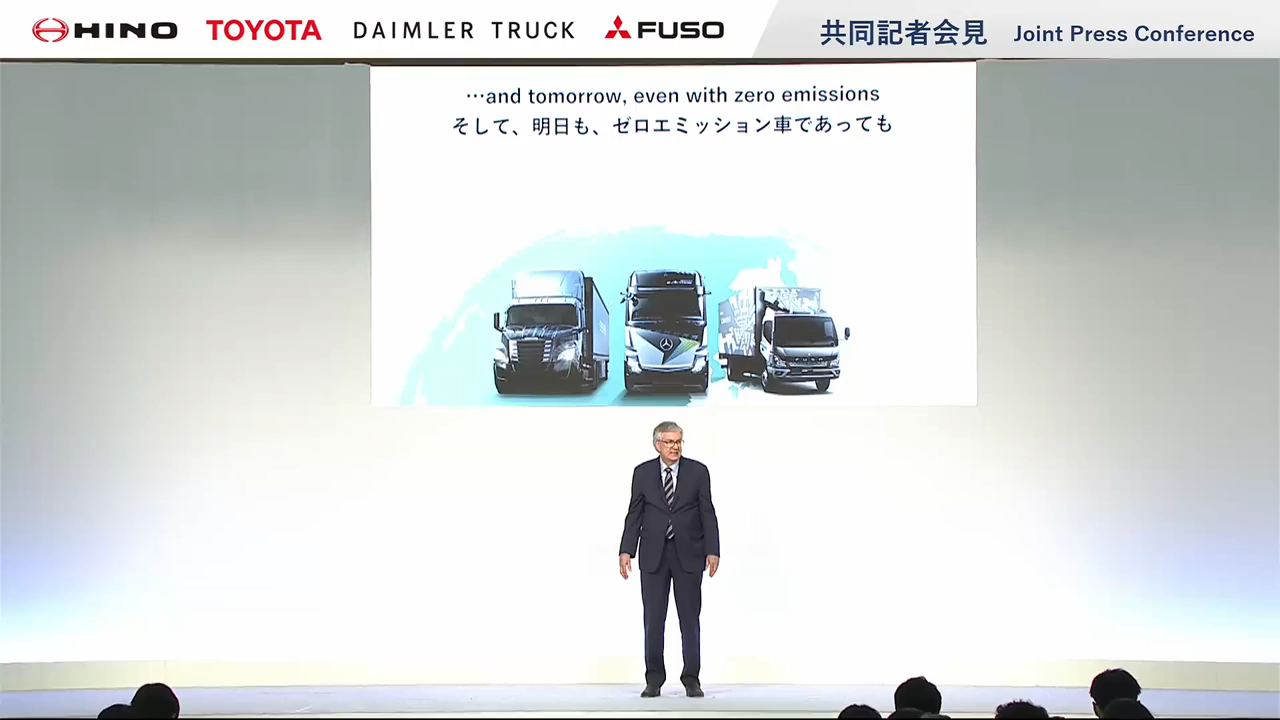 HINO
TOYOTA
DAIMLER TRUCK
FUSO
共同記者会見
Joint Press Conference
…and tomorrow, even with zero emissions
そして、明日も、ゼロエミッション車であっても
FUSO